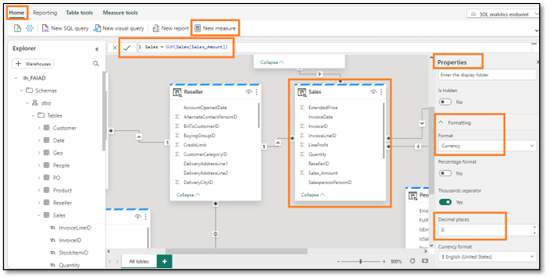 Home Reporting Table tools Measure tools
SQL analytics endpoint
New SQL query New visual query New report New measure
1 Sales = SUM(Sales[Sales_Amount])
Explorer
+ Warehouses
lh_FAIAD
Schemas
dbo
Tables
Customer
Date
Geo
People
PO
Product
Reseller
Sales
InvoiceLineID
InvoiceID
StockItemID
Quantity
Collapse
Reseller
AccountOpenedDate
AlternateContactPersonID
BillToCustomerID
BuyingGroupID
CreditLimit
CustomerCategoryID
DeliveryAddressLine1
DeliveryAddressLine2
DeliveryCityID
Collapse
Sales
ExtendedPrice
InvoiceDate
InvoiceID
InvoiceLineID
LineProfit
Quantity
ResellerID
Sales_Amount
SalespersonPersonID
Collapse
All tables
100%
Properties
Enter the display folder
Is hidden
No
Formatting
Format
Currency
Percentage format
No
Thousands separator
Yes
Decimal places
0
Currency format
$ English (United States)